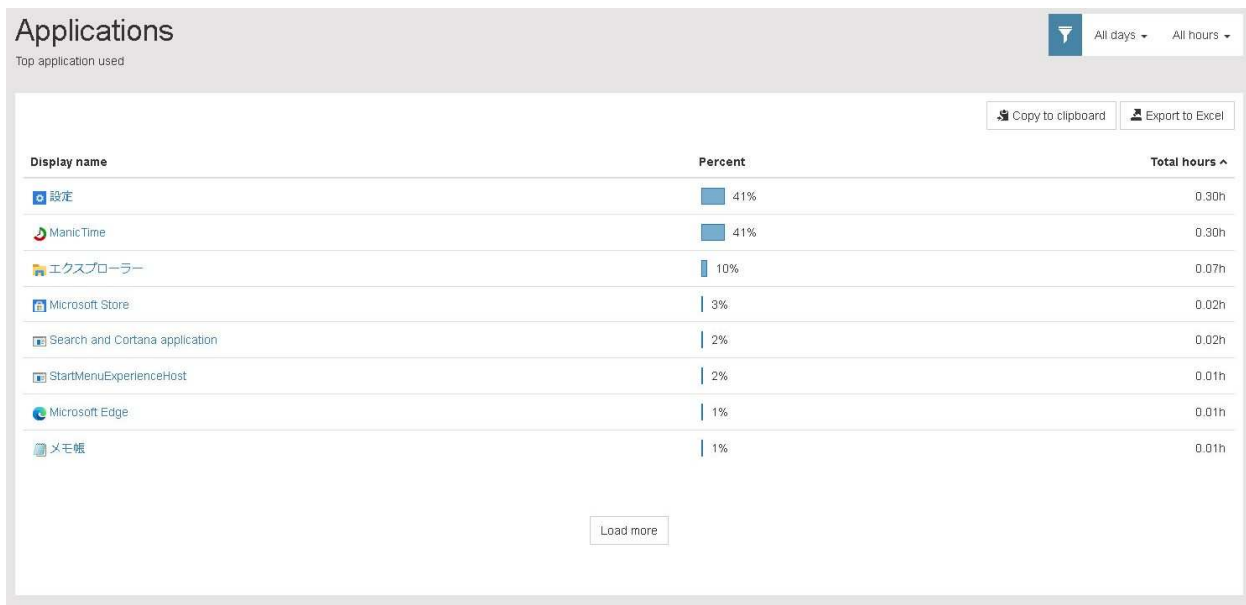 Applications
All days All hours
Top application used
Copy to clipboard Export to Excel
Display name Percent Total hours
設定 41% 0.30h
ManicTime 41% 0.30h
エクスプローラー 10% 0.07h
Microsoft Store 3% 0.02h
Search and Cortana application 2% 0.02h
StartMenuExperienceHost 2% 0.01h
Microsoft Edge 1% 0.01h
メモ帳 1% 0.01h
Load more